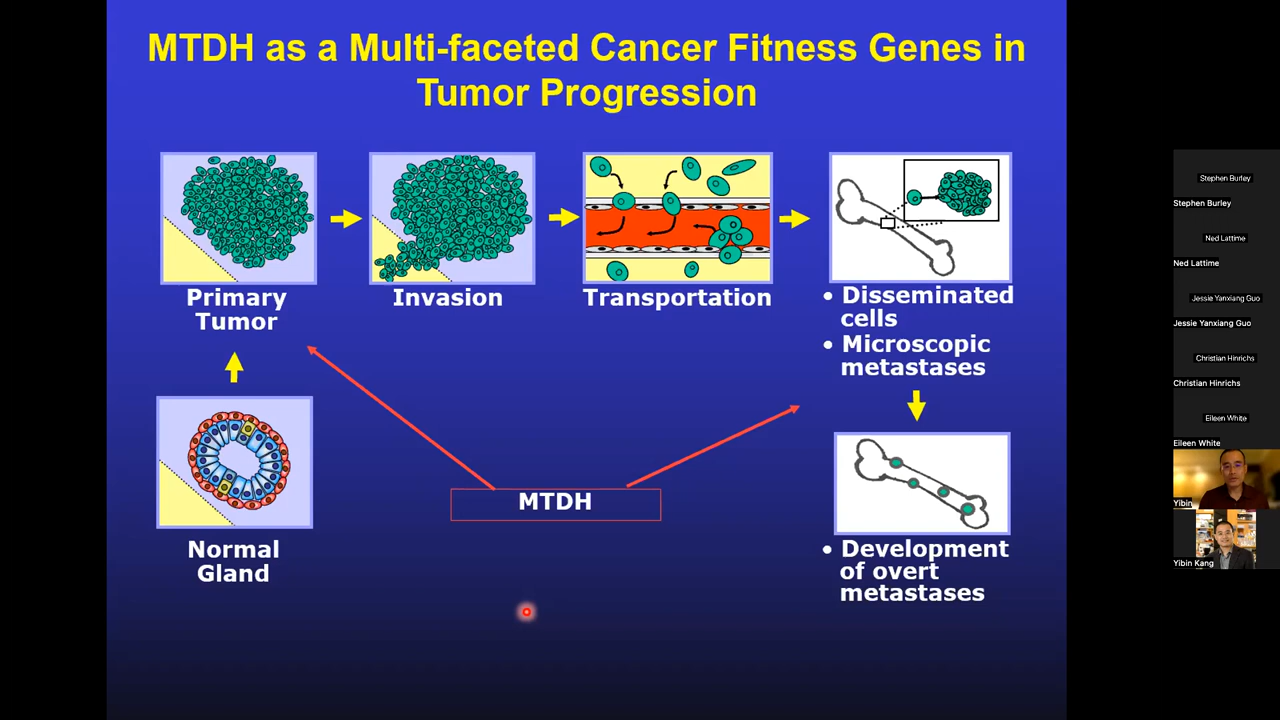 MTDH as a Multi-faceted Cancer Fitness Genes in
Tumor Progression
Primary
Tumor
Invasion
Transportation
• Disseminated
cells
• Microscopic
metastases
MTDH
Normal
Gland
• Development
of overt
metastases
Stephen Burley
Stephen Burley
Ned Lattime
Ned Lattime
Jessie Yanxiang Guo
Jessie Yanxiang Guo
Christian Hinrichs
Christian Hinrichs
Eileen White
Eileen White
Yibin
Yibin Kang